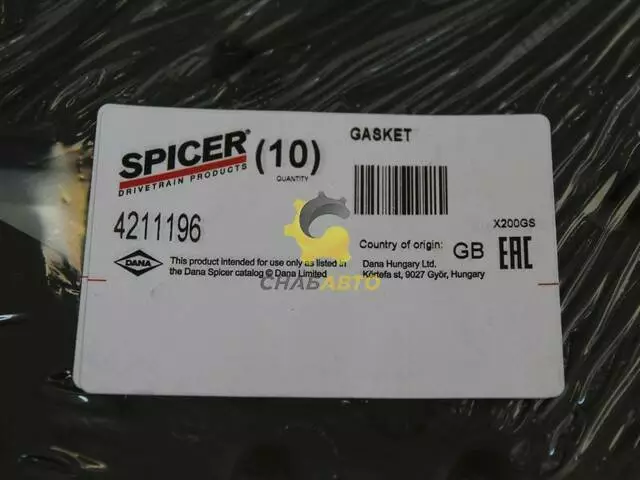 GASKET
SPICER®
DRIVETRAIN PRODUCTS
(10)
QUANTITY
4211196
X200GS
Country of origin: GB
EAC
DANA
This product intended for use only as listed in
the Dana Spicer catalog © Dana Limited
Dana Hungary Ltd.
Körtefa st, 9027 Győr, Hungary
СНАБАВТО